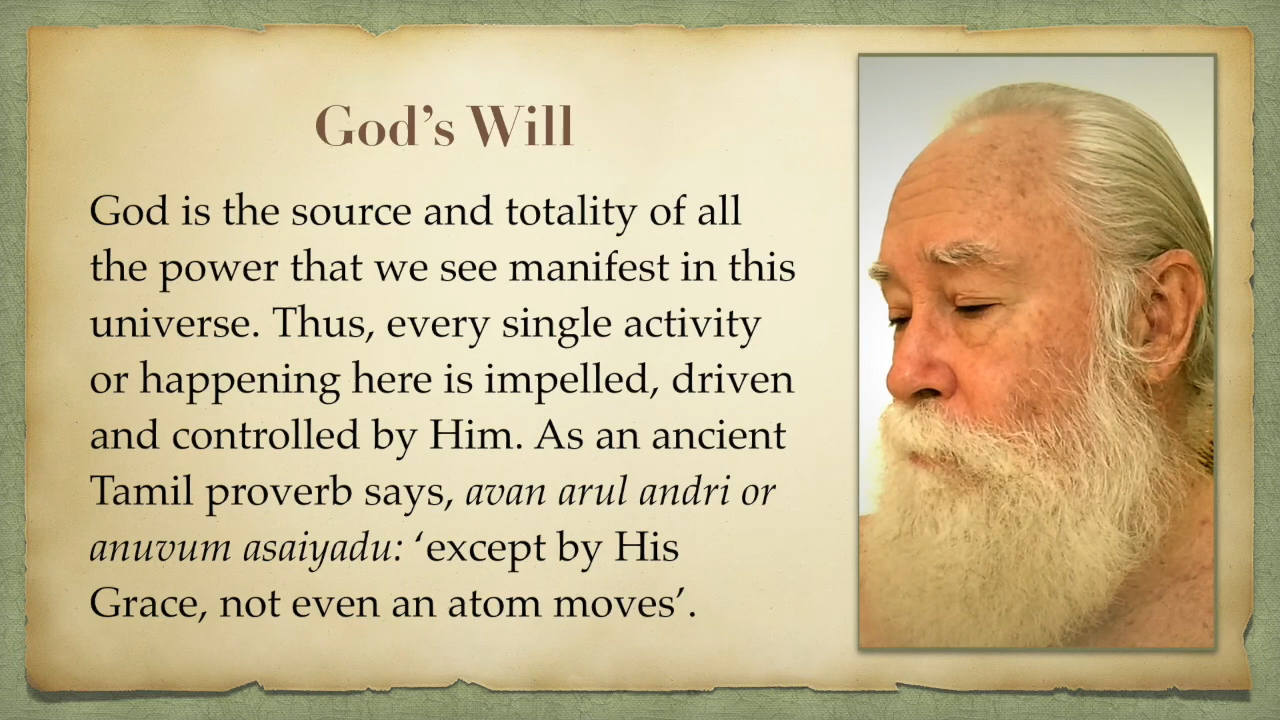 God’s Will
God is the source and totality of all
the power that we see manifest in this
universe. Thus, every single activity
or happening here is impelled, driven
and controlled by Him. As an ancient
Tamil proverb says, avan arul andri or
anuvum asaiyadu: ‘except by His
Grace, not even an atom moves’.